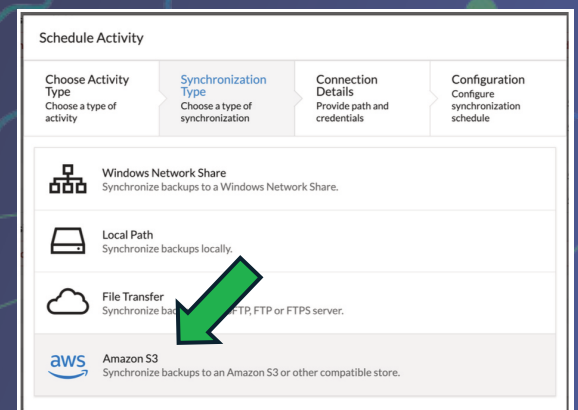 Schedule Activity
Choose Activity
Type
Choose a type of
activity
Synchronization
Type
Choose a type of
synchronization
Connection
Details
Provide path and
credentials
Configuration
Configure
synchronization
schedule
Windows Network Share
Synchronize backups to a Windows Network Share.
Local Path
Synchronize backups locally.
File Transfer
Synchronize FTP, FTP or FTPS server.
aws
Amazon S3
Synchronize backups to an Amazon S3 or other compatible store.